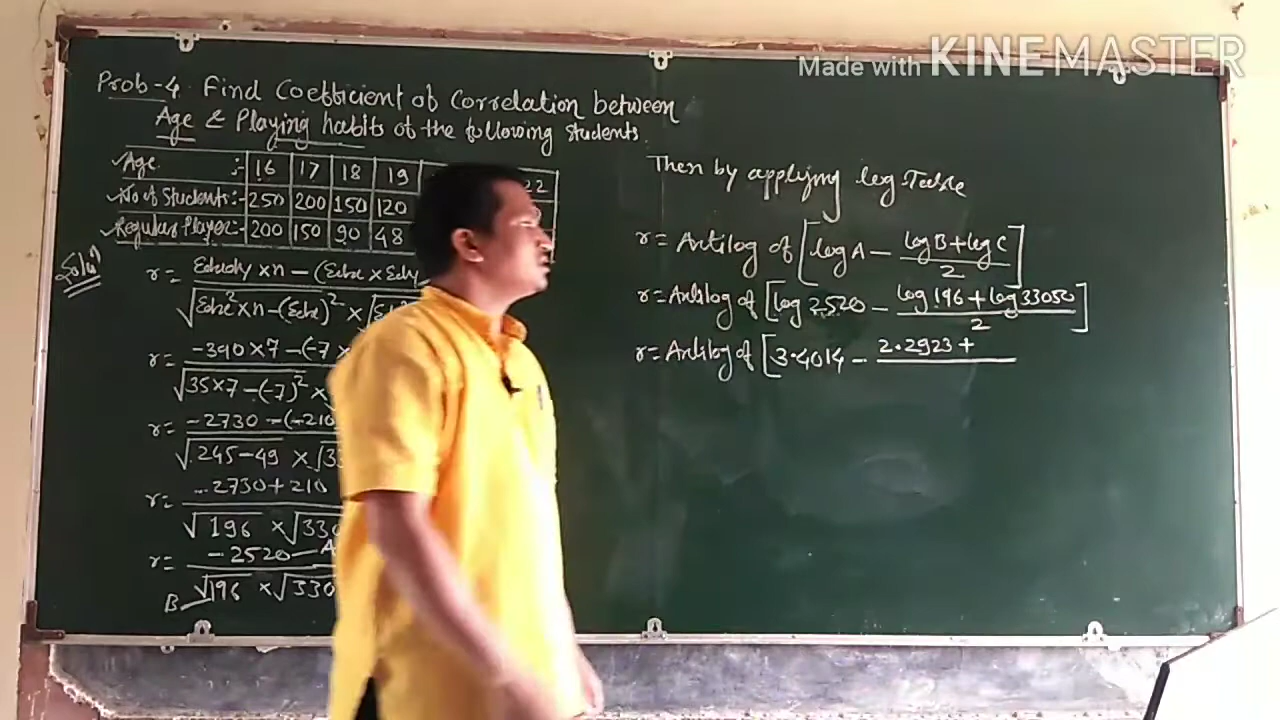 Made with KINEMASTER
Prob-4. Find Coefficient of Correlation between
Age & Playing habits of the following students.
Age :- 16 17 18 19 22
No of Students:- 250 200 150 120
Regular Player:- 200 150 90 48
r = Σdxdy×n - (Σdx × Σdy
√Σdx²×n-(Σdx)² ×
r = -390×7-(-7×
√35×7-(-7)² ×
r = -2730-(-210
√245-49 ×
r = -2730+210
√196 ×√330
r = -2520 A
B √196 ×√330
Then by applying log Table
r = Antilog of [log A - log B + log C / 2]
r = Antilog of [log 2520 - log 196 + log 33050 / 2]
r = Antilog of [3.4014 - 2.2923 +